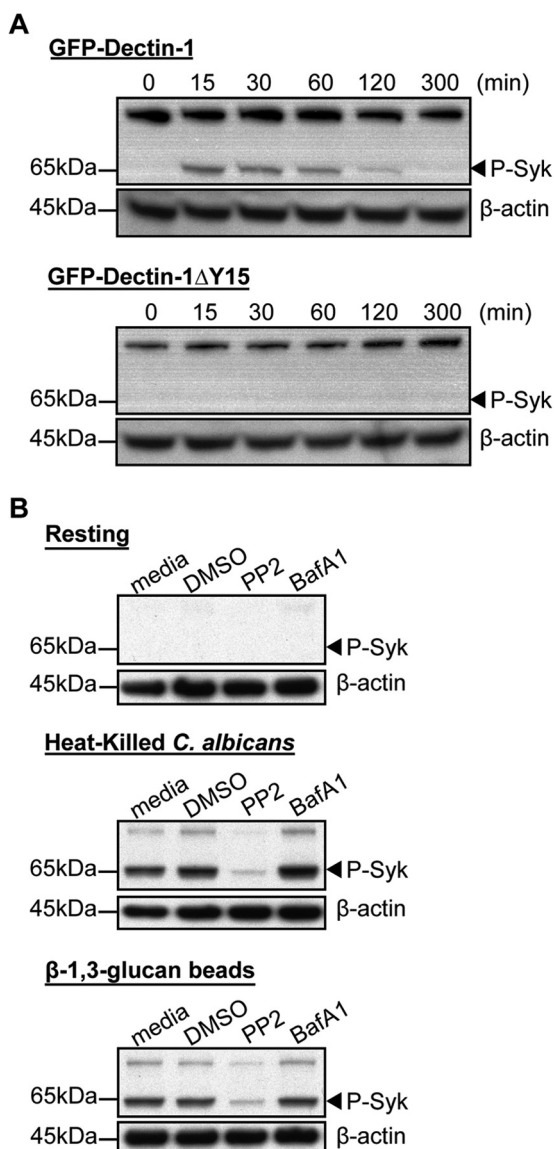 A
GFP-Dectin-1
0 15 30 60 120 300 (min)
65kDa P-Syk
45kDa β-actin
GFP-Dectin-1ΔY15
0 15 30 60 120 300 (min)
65kDa P-Syk
45kDa β-actin
B
Resting
media DMSO PP2 BafA1
65kDa P-Syk
45kDa β-actin
Heat-Killed C. albicans
media DMSO PP2 BafA1
65kDa P-Syk
45kDa β-actin
β-1,3-glucan beads
media DMSO PP2 BafA1
65kDa P-Syk
45kDa β-actin